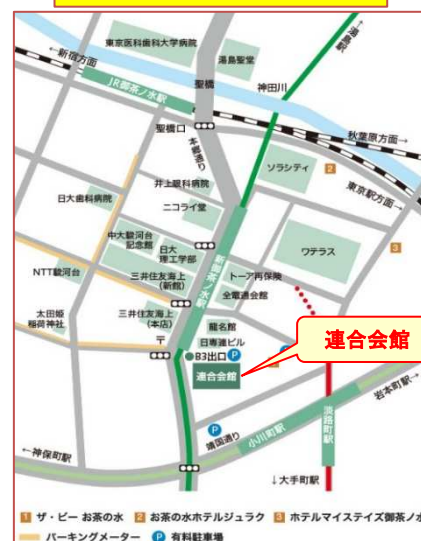 ↑湯島駅
東京医科歯科大学病院
湯島聖堂
←新宿方面
JR御茶ノ水駅
聖橋
神田川
聖橋口
秋葉原方面→
本郷通り
ソラシティ
2
東京駅方面→
井上眼科病院
日大歯科病院
ニコライ堂
3
中大駿河台
記念館
日大
理工学部
新御茶ノ水駅
ワテラス
NTT駿河台
三井住友海上
(新館)
トーア再保険
全電通会館
太田姫
稲荷神社
三井住友海上
(本店)
龍名館
日専連ビル
〒
B3出口
P
P
連合会館
連合会館
岩本町駅→
P
靖国通り
小川町駅
淡路町駅
←神保町駅
↓大手町駅
1 ザ・ビー お茶の水 2 お茶の水ホテルジュラク 3 ホテルマイステイズ御茶ノ水
パーキングメーター P 有料駐車場